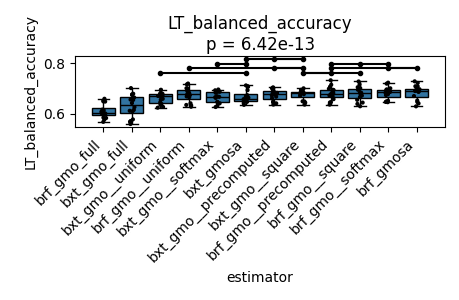 LT_balanced_accuracy
p = 6.42e-13
LT_balanced_accuracy
0.8
0.6
brf_gmo_full
bxt_gmo_full
bxt_gmo__uniform
brf_gmo__uniform
bxt_gmo__softmax
bxt_gmosa
bxt_gmo__precomputed
bxt_gmo__square
brf_gmo__precomputed
brf_gmo__square
brf_gmo__softmax
brf_gmosa
estimator